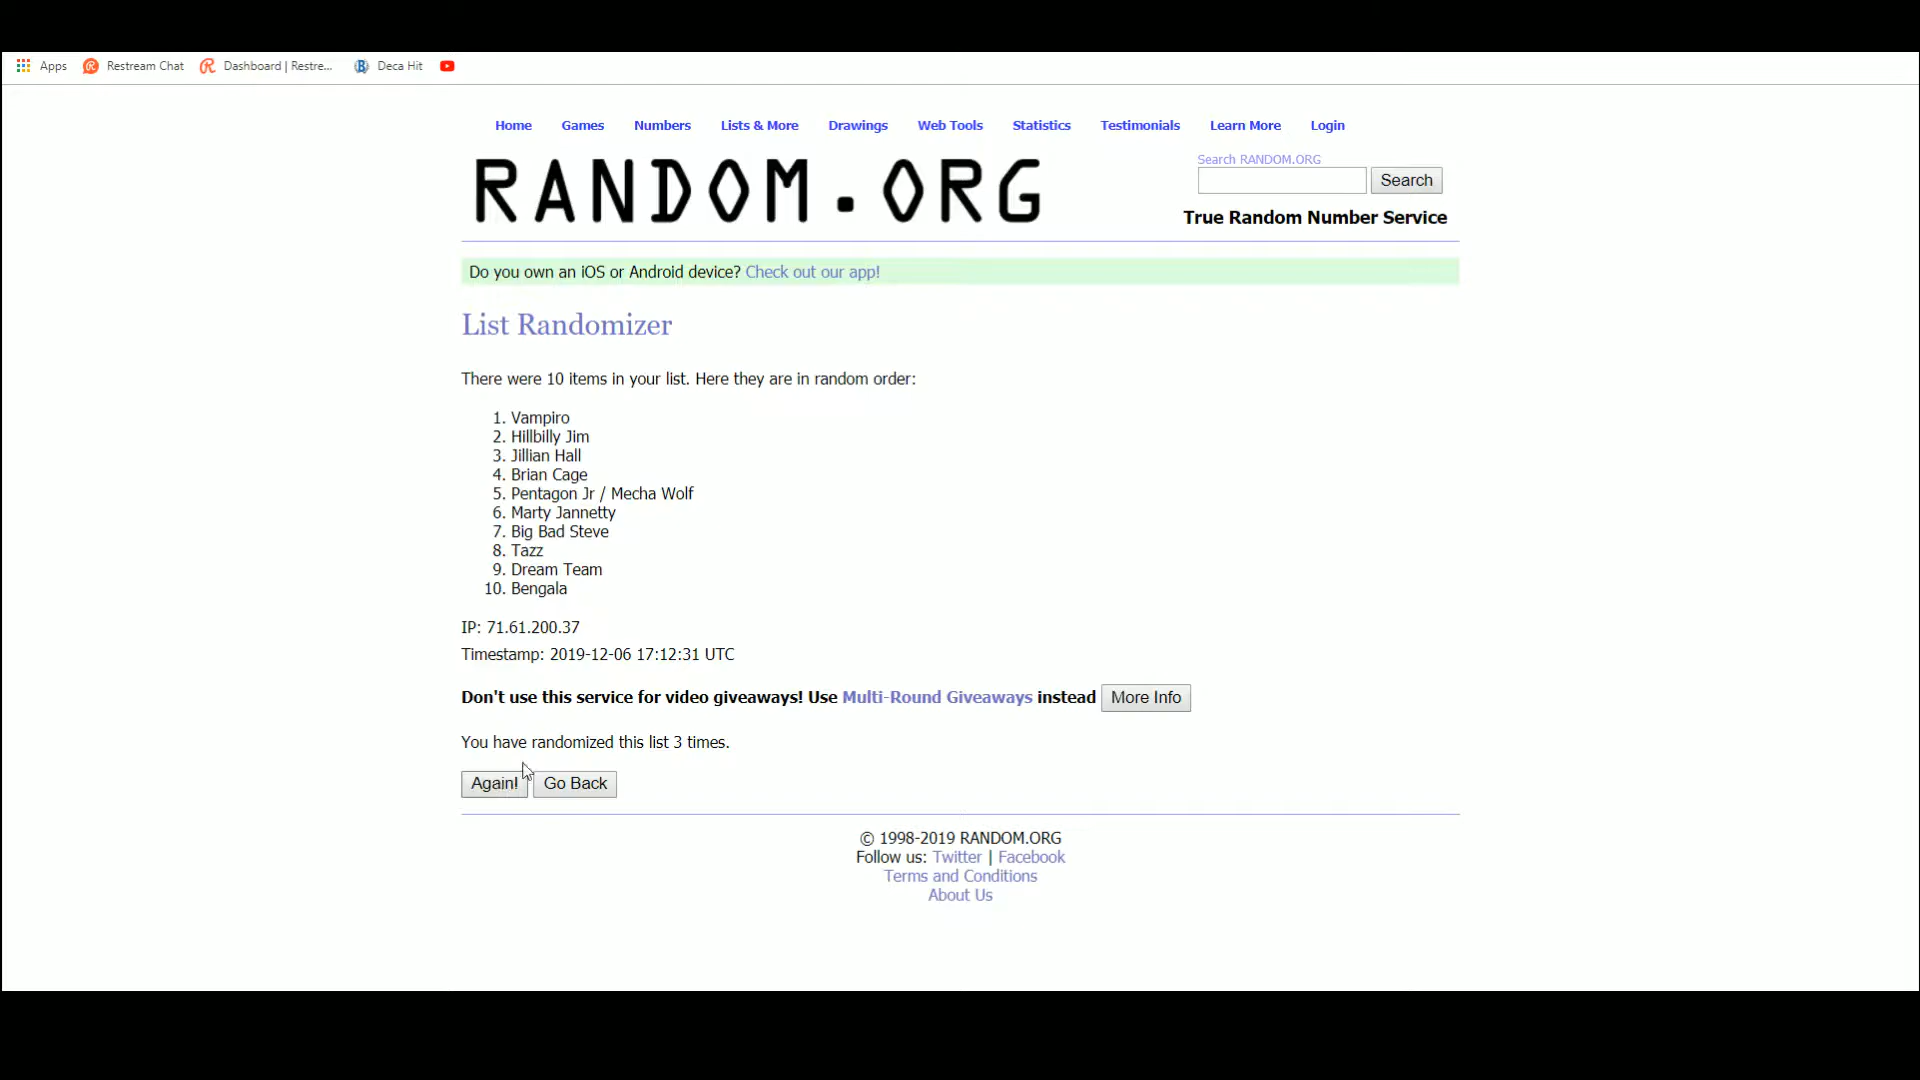 Apps Restream Chat Dashboard | Restre... Deca Hit
Home Games Numbers Lists & More Drawings Web Tools Statistics Testimonials Learn More Login
RANDOM.ORG
Search RANDOM.ORG
Search
True Random Number Service
Do you own an iOS or Android device? Check out our app!
List Randomizer
There were 10 items in your list. Here they are in random order:
1. Vampiro
2. Hillbilly Jim
3. Jillian Hall
4. Brian Cage
5. Pentagon Jr / Mecha Wolf
6. Marty Jannetty
7. Big Bad Steve
8. Tazz
9. Dream Team
10. Bengala
IP: 71.61.200.37
Timestamp: 2019-12-06 17:12:31 UTC
Don't use this service for video giveaways! Use Multi-Round Giveaways instead More Info
You have randomized this list 3 times.
Again! Go Back
© 1998-2019 RANDOM.ORG
Follow us: Twitter | Facebook
Terms and Conditions
About Us